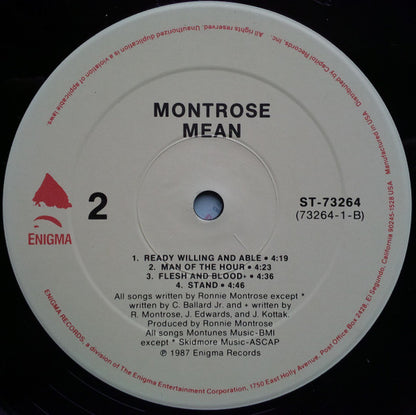 is a violation of applicable laws. Unauthorized duplication All rights reserved. Distributed by Capitol Records, Inc. Manufactured in USA
MONTROSE
MEAN
ENIGMA
2
ST-73264
(73264-1-B)
1. READY WILLING AND ABLE • 4:19
2. MAN OF THE HOUR • 4:23
3. FLESH AND BLOOD+ • 4:36
4. STAND • 4:46
All songs written by Ronnie Montrose except *
written by C. Ballard Jr. and + written by
R. Montrose, J. Edwards, and J. Kottak.
Produced by Ronnie Montrose
All songs Montunes Music-BMI
except * Skidmore Music-ASCAP
℗ 1987 Enigma Records
ENIGMA RECORDS, a division of The Enigma Entertainment Corporation, 1750 East Holly Avenue, Post Office Box 2428, El Segundo, California 90245-1528 USA